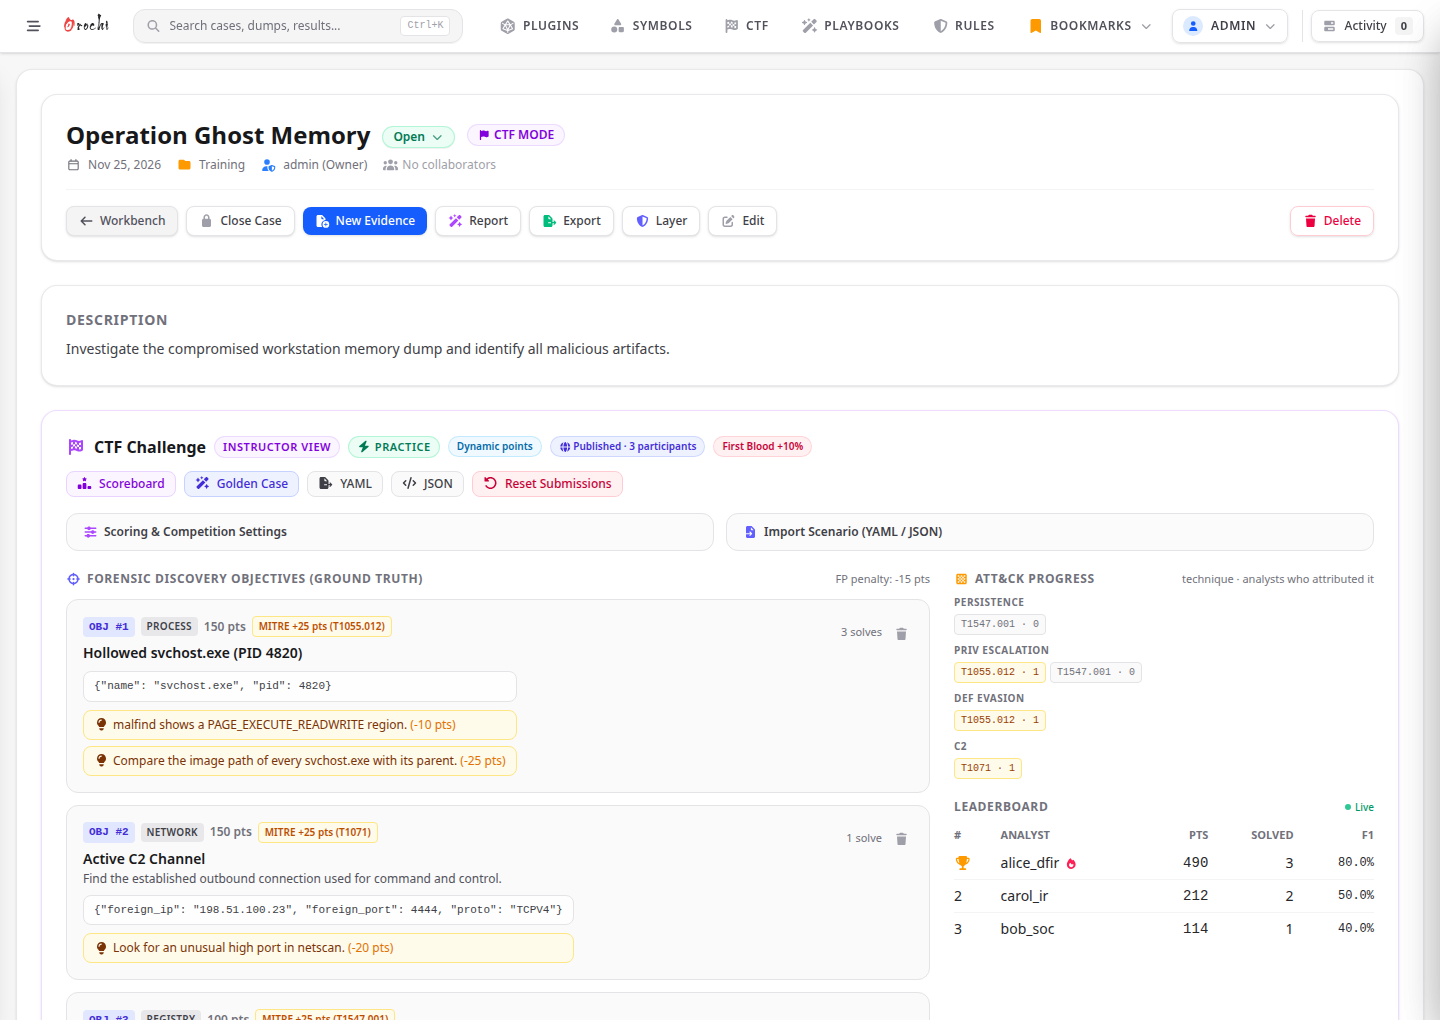 Orochi
Search cases, dumps, results... Ctrl+K
PLUGINS
SYMBOLS
CTF
PLAYBOOKS
RULES
BOOKMARKS
ADMIN
Activity 0
Operation Ghost Memory Open CTF MODE
Nov 25, 2026 Training admin (Owner) No collaborators
Workbench Close Case New Evidence Report Export Layer Edit Delete
DESCRIPTION
Investigate the compromised workstation memory dump and identify all malicious artifacts.
CTF Challenge INSTRUCTOR VIEW PRACTICE Dynamic points Published · 3 participants First Blood +10%
Scoreboard Golden Case YAML JSON Reset Submissions
Scoring & Competition Settings
Import Scenario (YAML / JSON)
FORENSIC DISCOVERY OBJECTIVES (GROUND TRUTH) FP penalty: -15 pts
OBJ #1 PROCESS 150 pts MITRE +25 pts (T1055.012) 3 solves
Hollowed svchost.exe (PID 4820)
{"name": "svchost.exe", "pid": 4820}
malfind shows a PAGE_EXECUTE_READWRITE region. (-10 pts)
Compare the image path of every svchost.exe with its parent. (-25 pts)
OBJ #2 NETWORK 150 pts MITRE +25 pts (T1071) 1 solve
Active C2 Channel
Find the established outbound connection used for command and control.
{"foreign_ip": "198.51.100.23", "foreign_port": 4444, "proto": "TCPV4"}
Look for an unusual high port in netscan. (-20 pts)
OBJ #3 REGISTRY 100 pts MITRE +25 pts (T1547.001)
ATT&CK PROGRESS technique · analysts who attributed it
PERSISTENCE
T1547.001 · 0
PRIV ESCALATION
T1055.012 · 1 T1547.001 · 0
DEF EVASION
T1055.012 · 1
C2
T1071 · 1
LEADERBOARD Live
# ANALYST PTS SOLVED F1
alice_dfir 490 3 80.0%
2 carol_ir 212 2 50.0%
3 bob_soc 114 1 40.0%